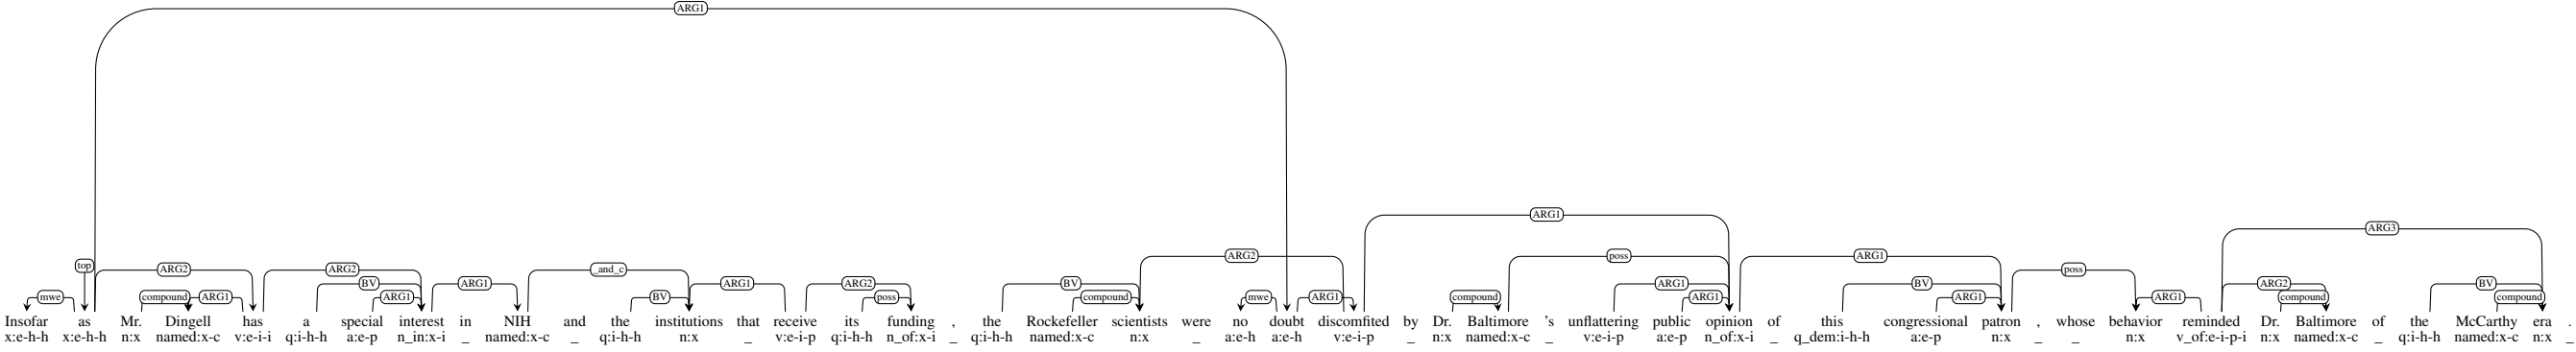 ARG1
ARG1
ARG3
top ARG2 poss ARG1
ARG2 ARG2 _and_c poss
BV ARG1 ARG1 ARG2 BV BV ARG1 ARG2 BV
mwe compound ARG1 ARG1 BV poss compound mwe ARG1 compound ARG1 ARG1 ARG1 compound compound
Insofar as Mr. Dingell has a special interest in NIH and the institutions that receive its funding , the Rockefeller scientists were no doubt discomfited by Dr. Baltimore 's unflattering public opinion of this congressional patron , whose behavior reminded Dr. Baltimore of the McCarthy era .
x:e-h-h x:e-h-h n:x named:x-c v:e-i-i q:i-h-h a:e-p n_in:x-i _ named:x-c _ q:i-h-h n:x _ v:e-i-p q:i-h-h n_of:x-i _ q:i-h-h named:x-c n:x _ a:e-h a:e-h v:e-i-p _ n:x named:x-c _ v:e-i-p a:e-p n_of:x-i _ q_dem:i-h-h a:e-p n:x _ _ n:x v_of:e-i-p-i n:x named:x-c _ q:i-h-h named:x-c n:x _